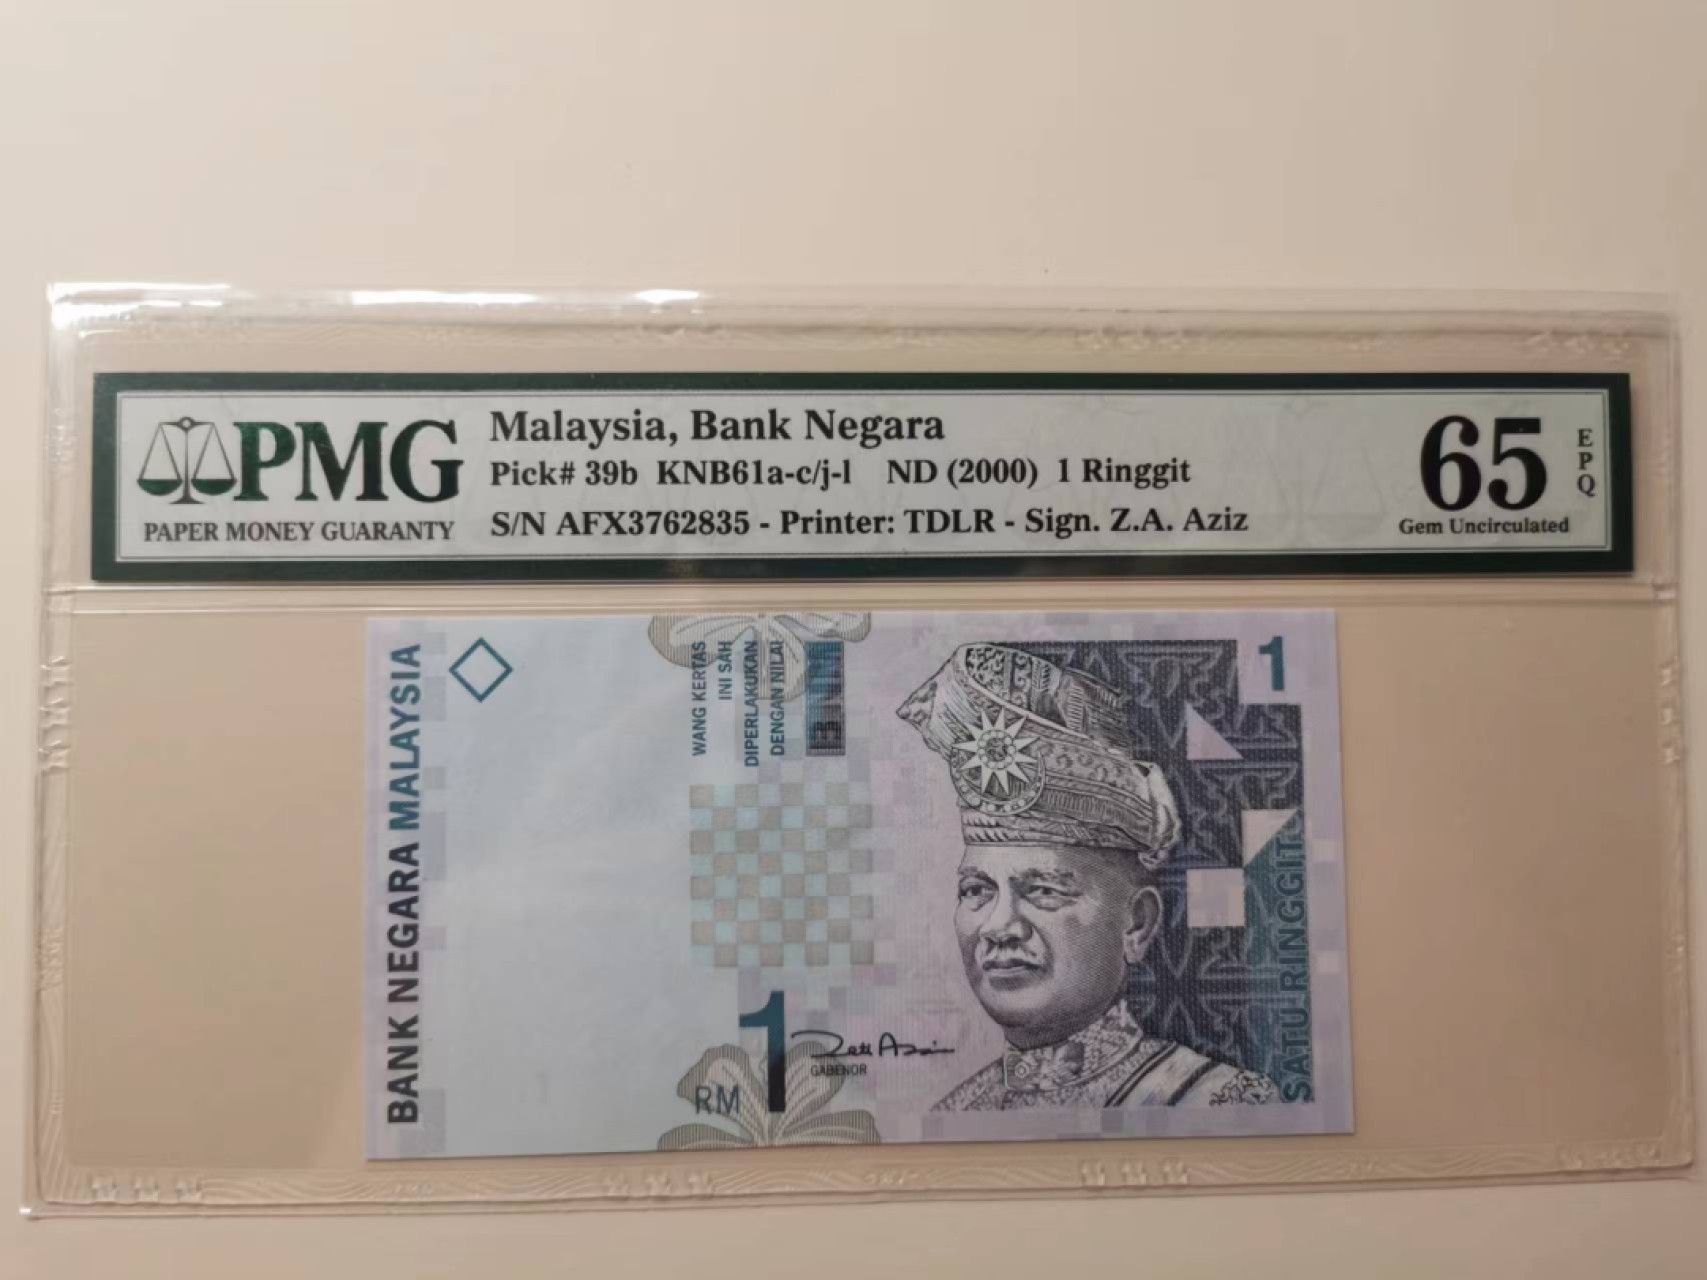 PMG
PAPER MONEY GUARANTY
Malaysia, Bank Negara
Pick# 39b KNB61a-c/j-l ND (2000) 1 Ringgit
S/N AFX3762835 - Printer: TDLR - Sign. Z.A. Aziz
65
EPQ
Gem Uncirculated
BANK NEGARA MALAYSIA
WANG KERTAS
INI SAH
DIPERLAKUKAN
DENGAN NILAI
1
SATU RINGGIT
RM 1
Zeti Aziz
GABENOR